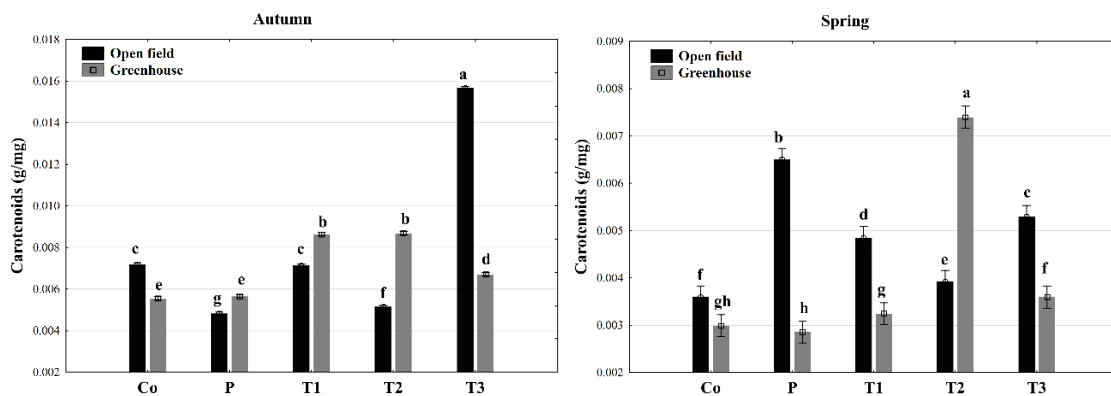 Autumn
0.018
0.016
0.014
0.012
0.010
0.008
0.006
0.004
0.002
Carotenoids (g/mg)
Open field
Greenhouse
c
e
g
e
c
b
f
b
a
d
Co P T1 T2 T3
Spring
0.009
0.008
0.007
0.006
0.005
0.004
0.003
0.002
Carotenoids (g/mg)
Open field
Greenhouse
f
gh
b
h
d
g
e
a
c
f
Co P T1 T2 T3